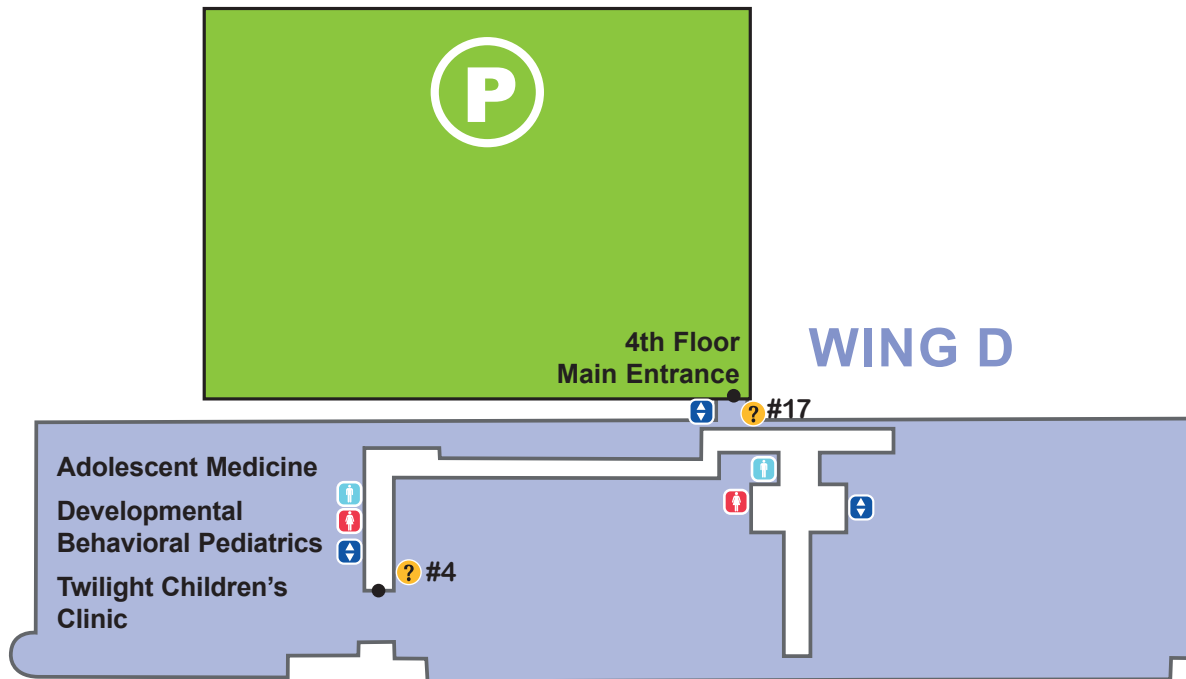 P
4th Floor
Main Entrance
WING D
? #17
Adolescent Medicine
Developmental
Behavioral Pediatrics
? #4
Twilight Children’s
Clinic